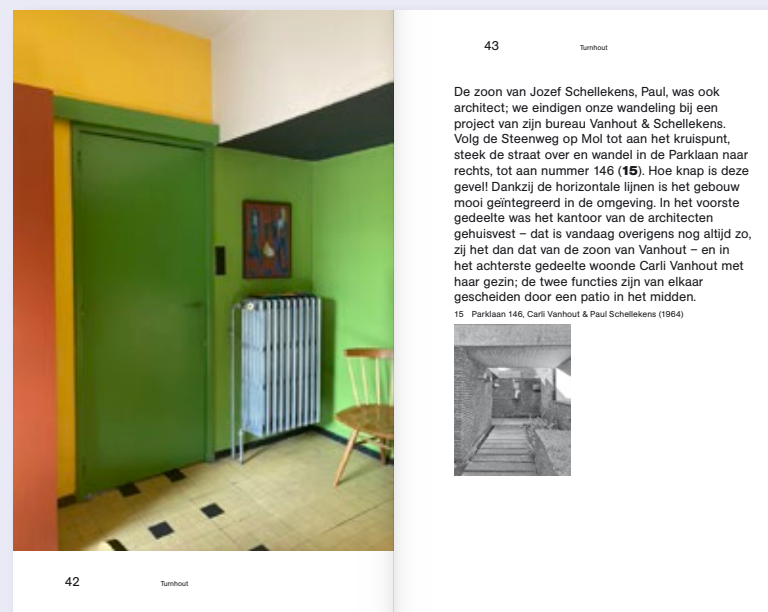 42
Turnhout
43
Turnhout
De zoon van Jozef Schellekens, Paul, was ook
architect; we eindigen onze wandeling bij een
project van zijn bureau Vanhout & Schellekens.
Volg de Steenweg op Mol tot aan het kruispunt,
steek de straat over en wandel in de Parklaan naar
rechts, tot aan nummer 146 (15). Hoe knap is deze
gevel! Dankzij de horizontale lijnen is het gebouw
mooi geïntegreerd in de omgeving. In het voorste
gedeelte was het kantoor van de architecten
gehuisvest – dat is vandaag overigens nog altijd zo,
zij het dan dat van de zoon van Vanhout – en in
het achterste gedeelte woonde Carli Vanhout met
haar gezin; de twee functies zijn van elkaar
gescheiden door een patio in het midden.
15 Parklaan 146, Carli Vanhout & Paul Schellekens (1964)